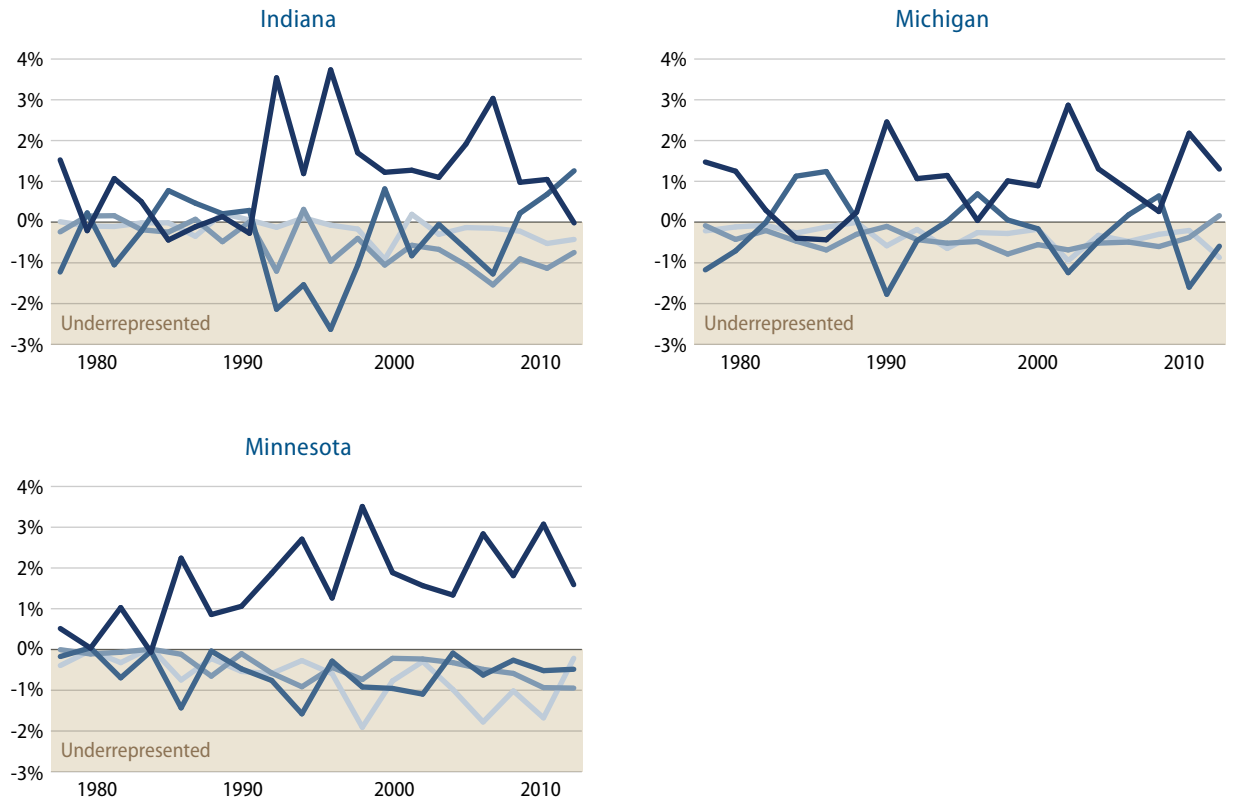 Indiana
4%
3%
2%
1%
0%
-1%
-2%
-3%
Underrepresented
1980 1990 2000 2010
Michigan
4%
3%
2%
1%
0%
-1%
-2%
-3%
Underrepresented
1980 1990 2000 2010
Minnesota
4%
3%
2%
1%
0%
-1%
-2%
-3%
Underrepresented
1980 1990 2000 2010